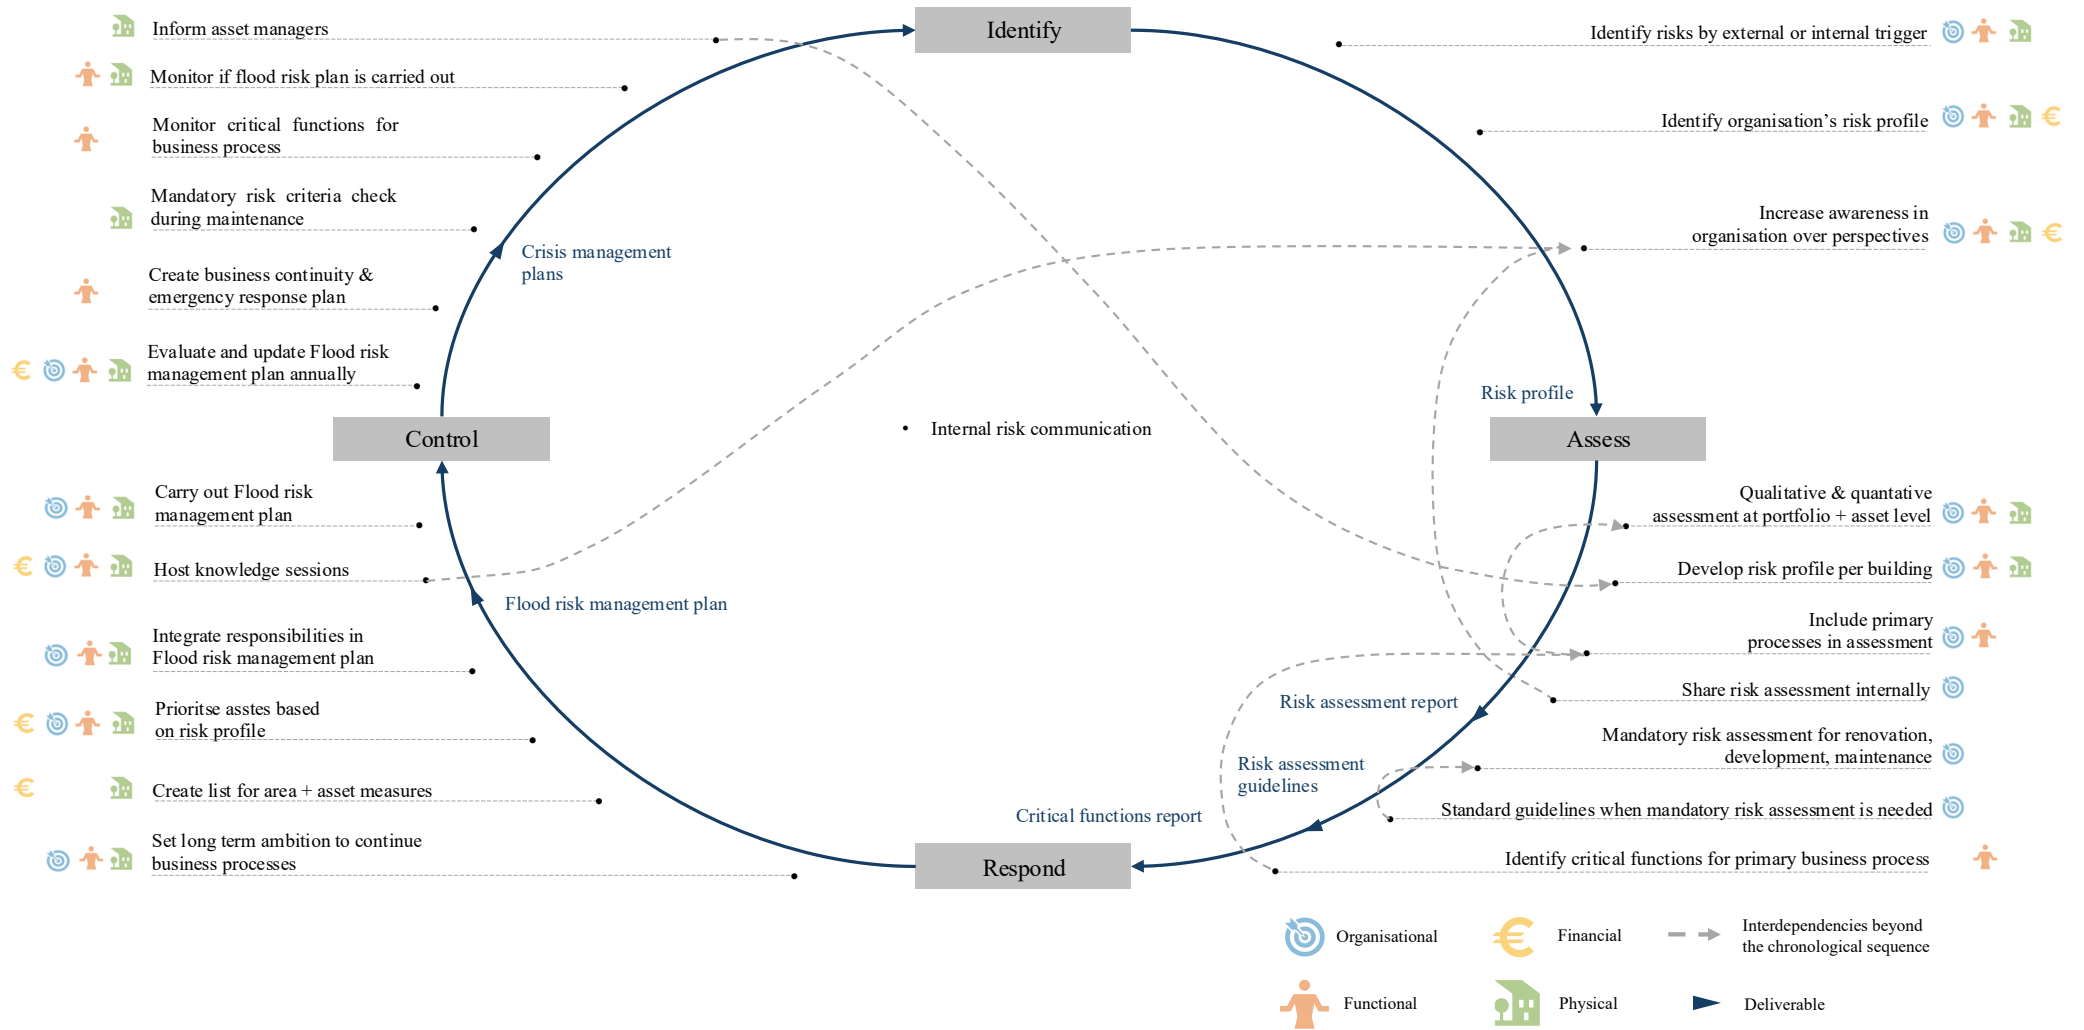 Identify
Inform asset managers
Monitor if flood risk plan is carried out
Monitor critical functions for
business process
Mandatory risk criteria check
during maintenance
Create business continuity &
emergency response plan
Evaluate and update Flood risk
management plan annually
Crisis management
plans
Control
Carry out Flood risk
management plan
Host knowledge sessions
Integrate responsibilities in
Flood risk management plan
Prioritse asstes based
on risk profile
Create list for area + asset measures
Set long term ambition to continue
business processes
Flood risk management plan
Internal risk communication
Identify risks by external or internal trigger
Identify organisation's risk profile
Increase awareness in
organisation over perspectives
Risk profile
Assess
Qualitative & quantative
assessment at portfolio + asset level
Develop risk profile per building
Include primary
processes in assessment
Share risk assessment internally
Mandatory risk assessment for renovation,
development, maintenance
Standard guidelines when mandatory risk assessment is needed
Identify critical functions for primary business process
Risk assessment report
Risk assessment
guidelines
Critical functions report
Respond
Organisational
Financial
Interdependencies beyond
the chronological sequence
Functional
Physical
Deliverable